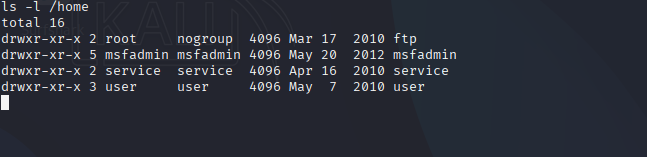 ls -l /home
total 16
drwxr-xr-x 2 root     nogroup  4096 Mar 17  2010 ftp
drwxr-xr-x 5 msfadmin msfadmin 4096 May 20  2012 msfadmin
drwxr-xr-x 2 service  service  4096 Apr 16  2010 service
drwxr-xr-x 3 user     user     4096 May  7  2010 user
KALI